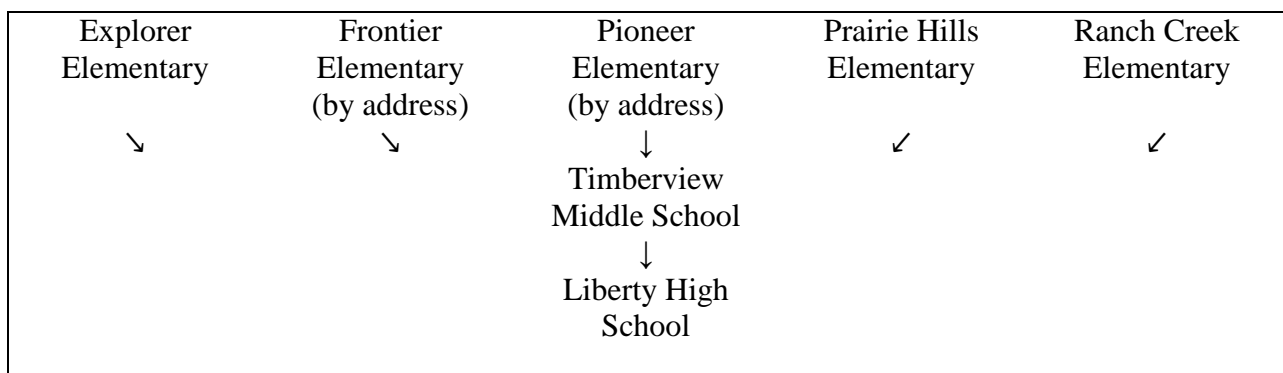 Explorer Elementary
Frontier Elementary (by address)
Pioneer Elementary (by address)
Prairie Hills Elementary
Ranch Creek Elementary
↘ ↘ ↓ ↙ ↙
Timberview
Middle School
↓
Liberty High
School